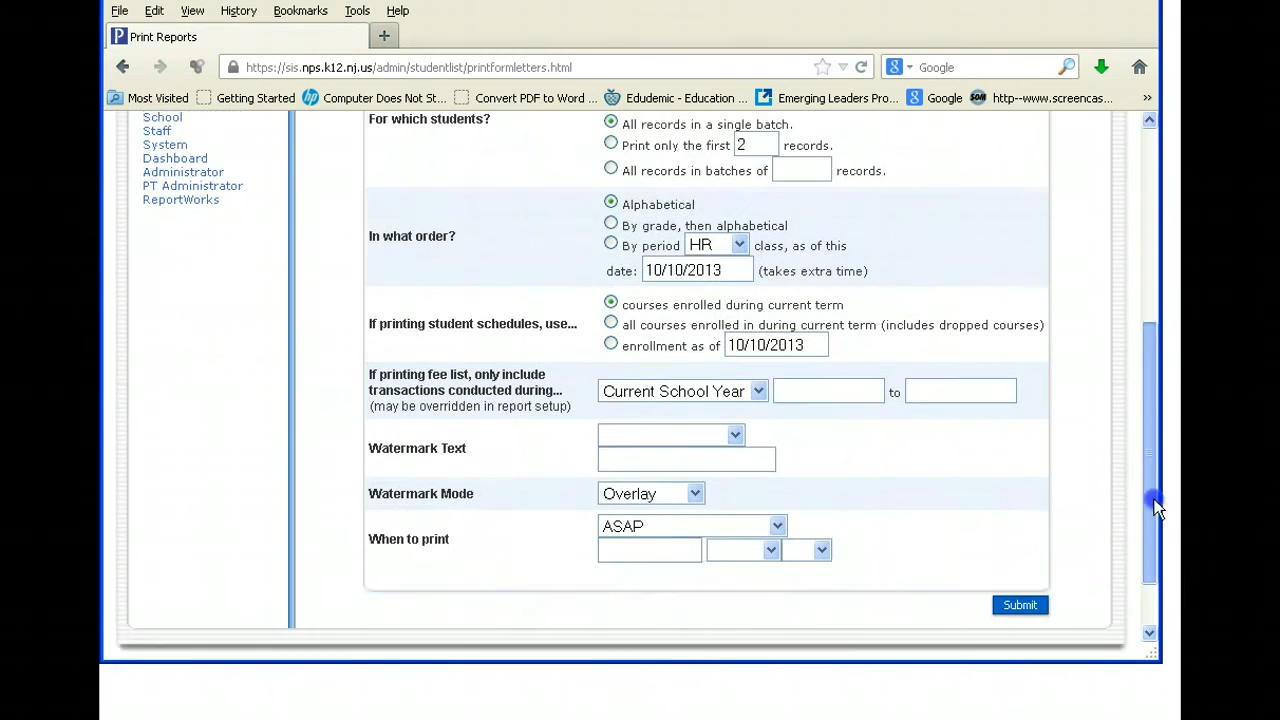 File Edit View History Bookmarks Tools Help
P Print Reports +
https://sis.nps.k12.nj.us/admin/studentlist/printformletters.html Google
Most Visited Getting Started Computer Does Not St... Convert PDF to Word ... Edudemic - Education ... Emerging Leaders Pro... Google http--www.screencas... »
School
Staff
System
Dashboard
Administrator
PT Administrator
ReportWorks
For which students?
All records in a single batch.
Print only the first 2 records.
All records in batches of records.
In what order?
Alphabetical
By grade, then alphabetical
By period HR class, as of this
date: 10/10/2013 (takes extra time)
If printing student schedules, use...
courses enrolled during current term
all courses enrolled in during current term (includes dropped courses)
enrollment as of 10/10/2013
If printing fee list, only include
transactions conducted during...
(may be overridden in report setup)
Current School Year to
Watermark Text
Watermark Mode Overlay
When to print ASAP
Submit